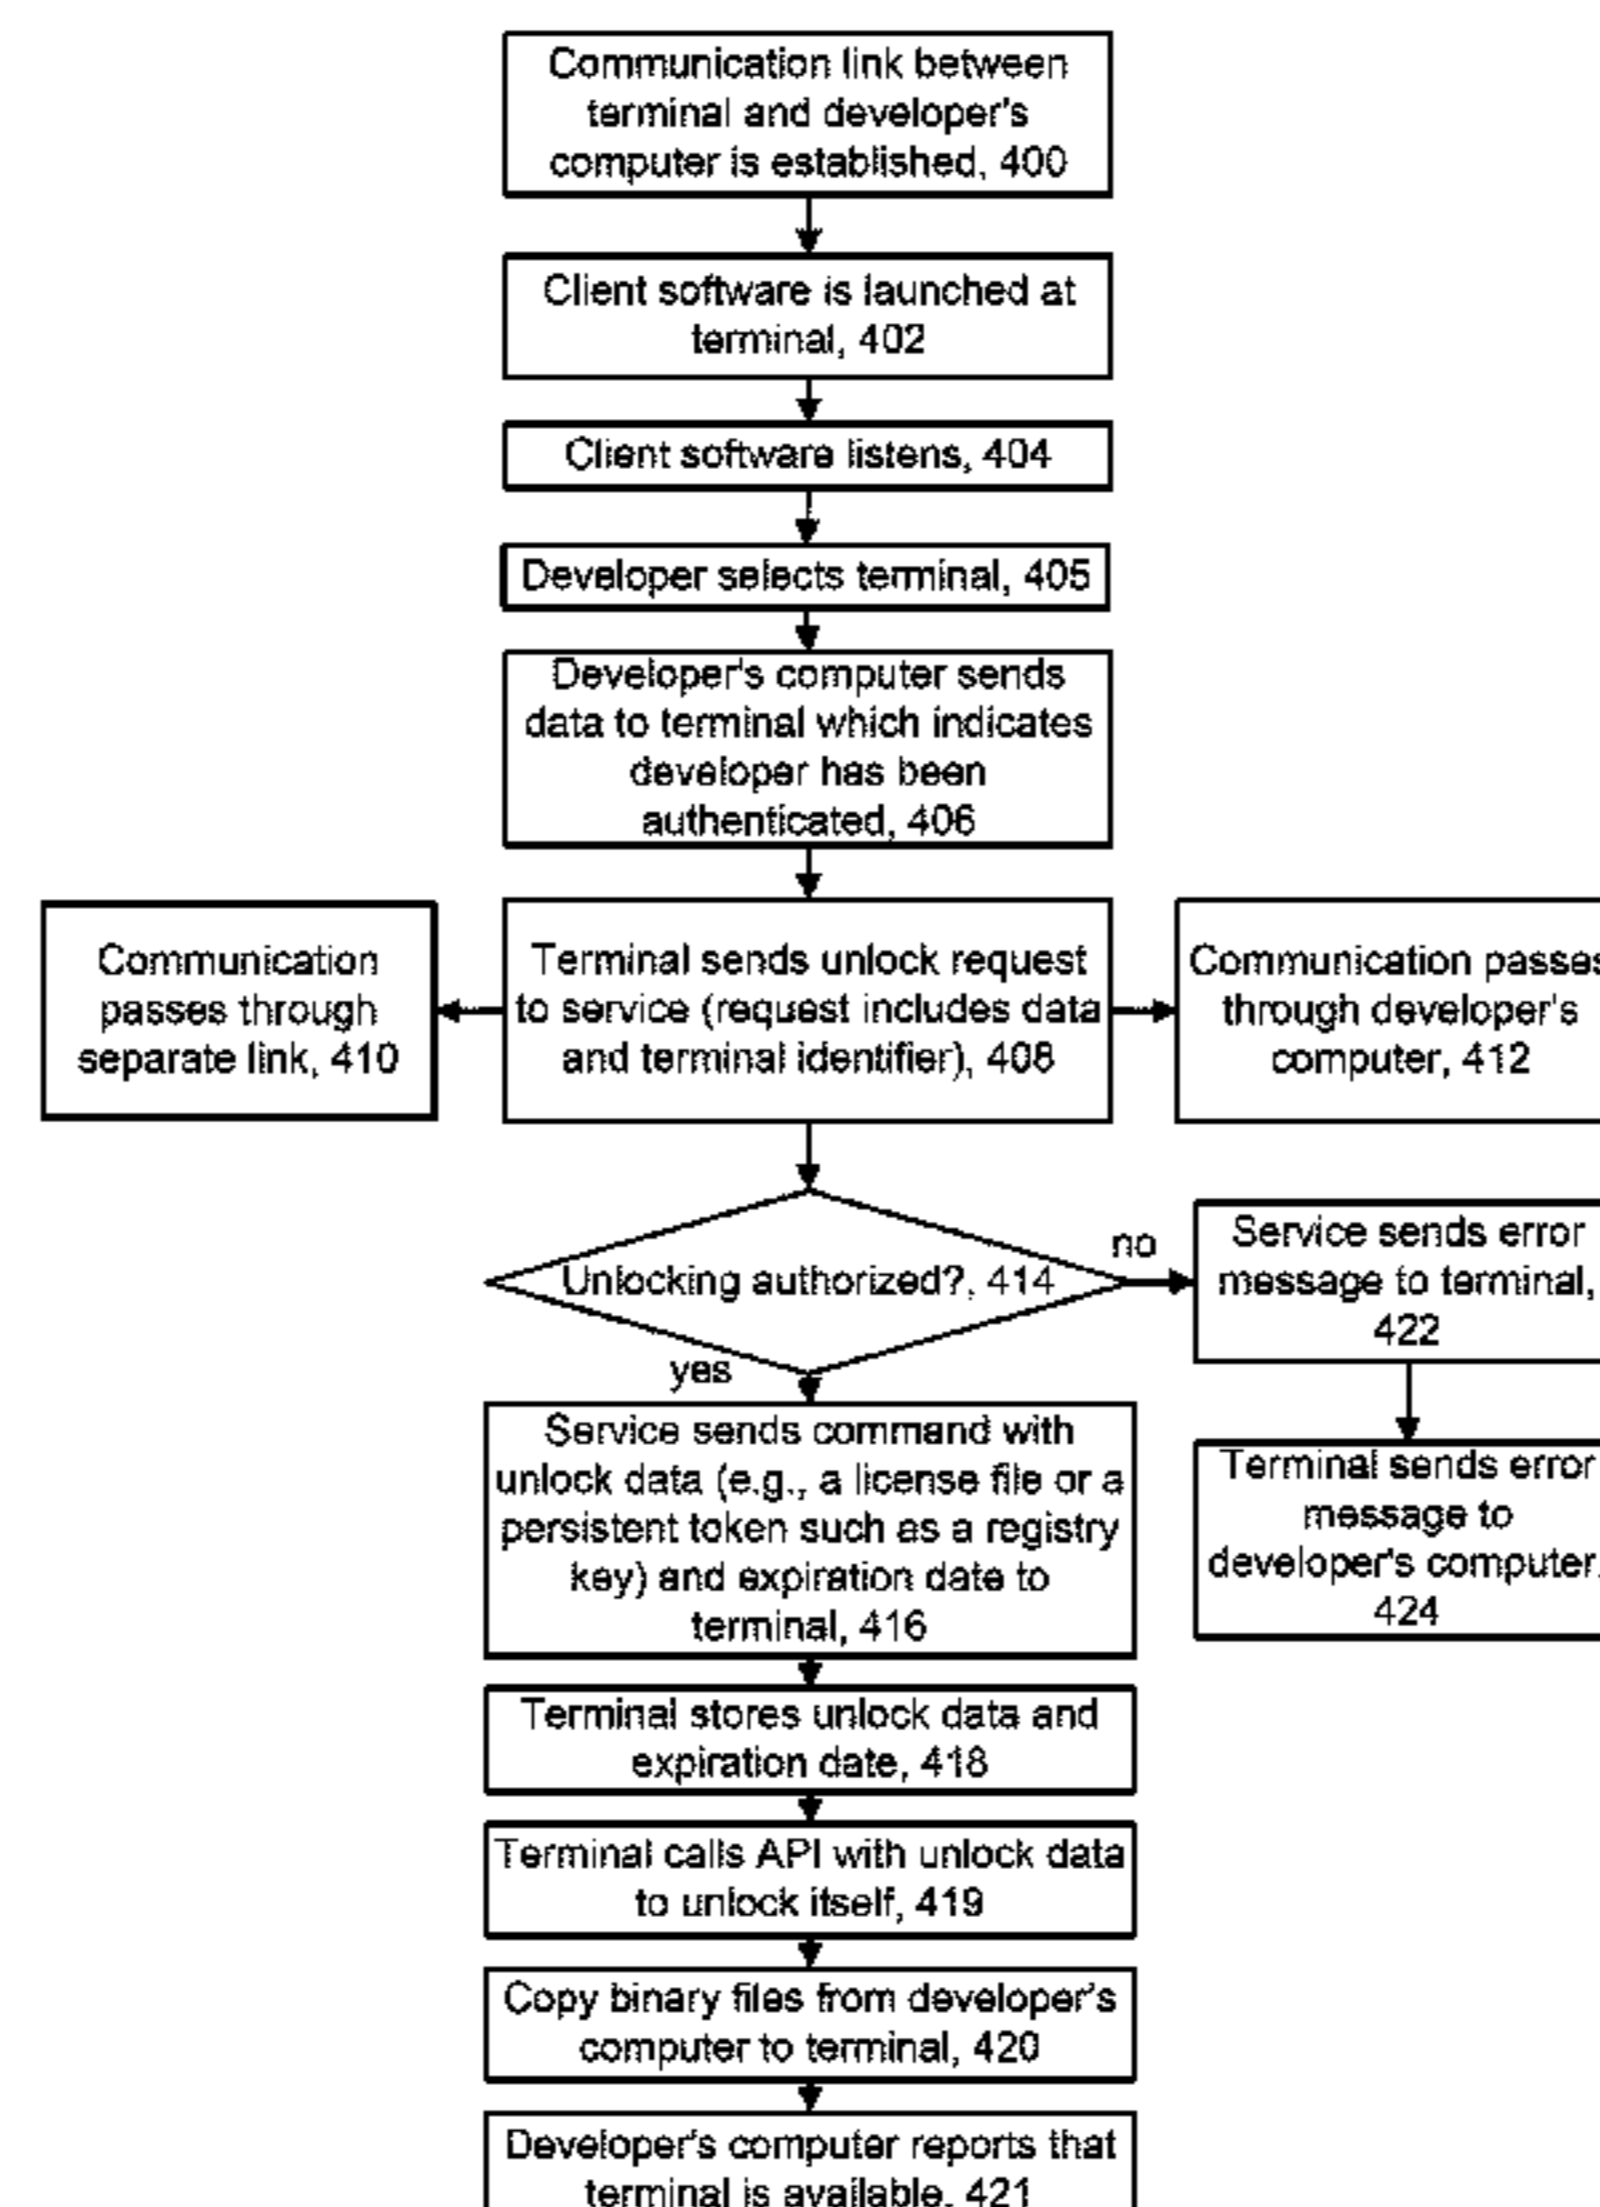 Communication link between
terminal and developer's
computer is established, 400
Client software is launched at
terminal, 402
Client software listens, 404
Developer selects terminal, 405
Developer's computer sends
data to terminal which indicates
developer has been
authenticated, 406
Communication
passes through
separate link, 410
Terminal sends unlock request
to service (request includes data
and terminal identifier), 408
Communication passes
through developer's
computer, 412
Unlocking authorized?, 414
no
yes
Service sends error
message to terminal,
422
Terminal sends error
message to
developer's computer,
424
Service sends command with
unlock data (e.g., a license file or a
persistent token such as a registry
key) and expiration date to
terminal, 416
Terminal stores unlock data and
expiration date, 418
Terminal calls API with unlock data
to unlock itself, 419
Copy binary files from developer's
computer to terminal, 420
Developer's computer reports that
terminal is available, 421